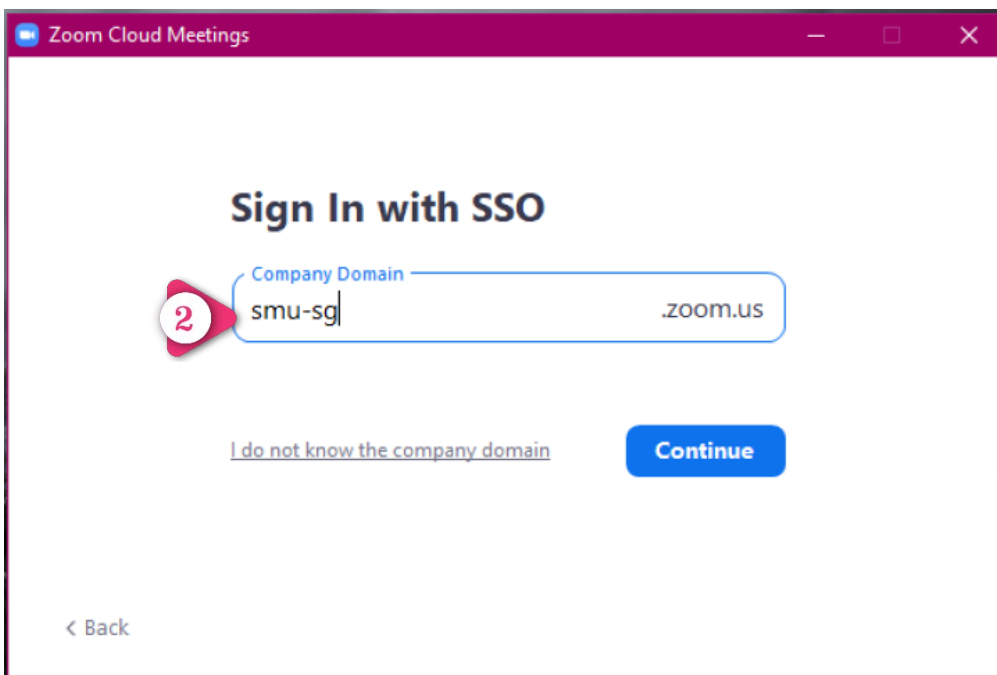 Zoom Cloud Meetings
Sign In with SSO
Company Domain
2
smu-sg .zoom.us
I do not know the company domain
Continue
< Back